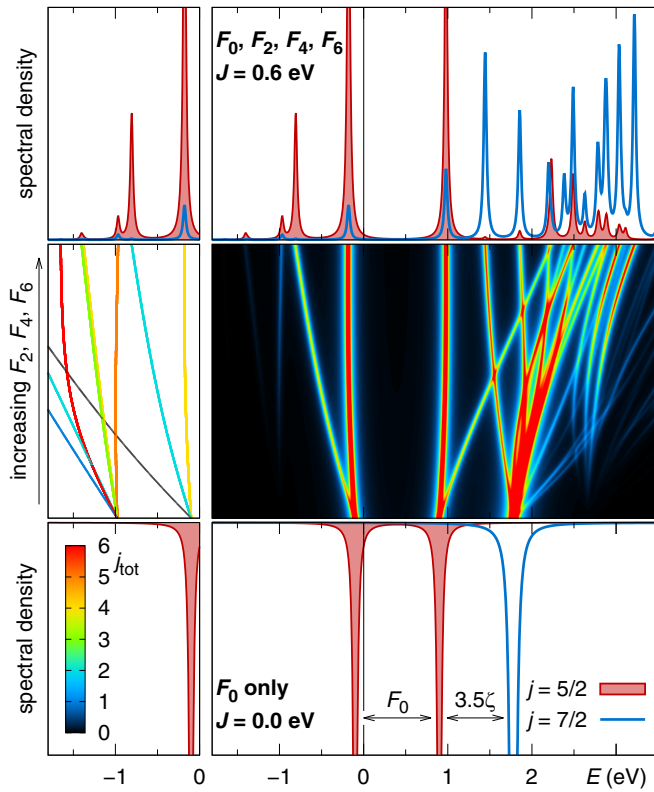 spectral density
F₀, F₂, F₄, F₆
J = 0.6 eV
increasing F₂, F₄, F₆
spectral density
6
5
4
3
2
1
0
j_tot
F₀ only
J = 0.0 eV
F₀
3.5ζ
j = 5/2
j = 7/2
−1
0
−1
0
1
2
E (eV)